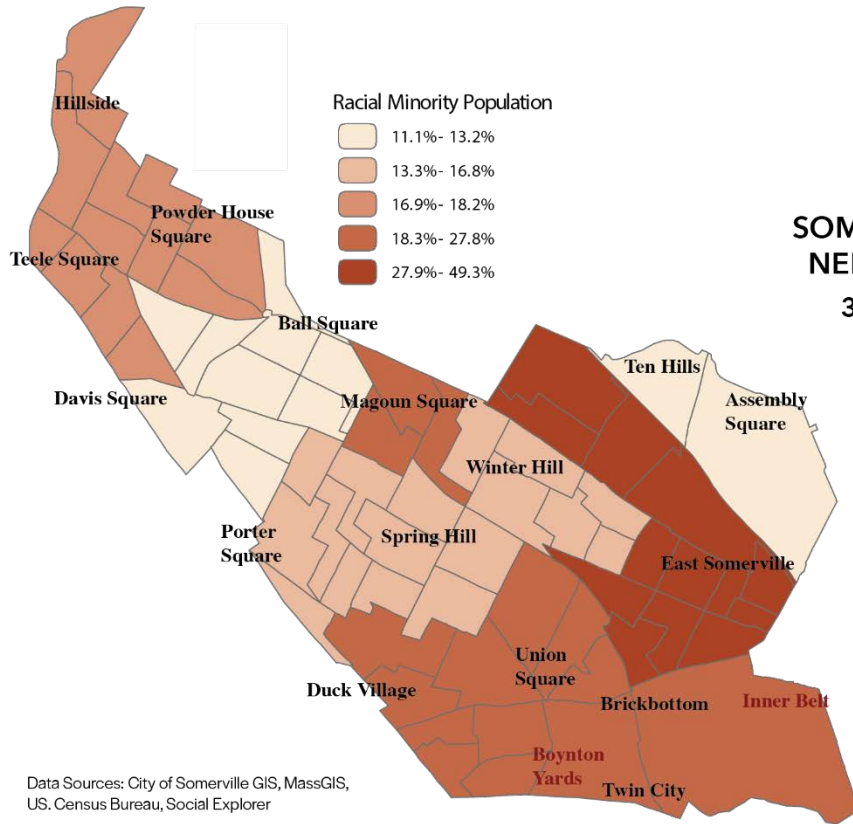 Hillside
Racial Minority Population
11.1%- 13.2%
13.3%- 16.8%
16.9%- 18.2%
18.3%- 27.8%
27.9%- 49.3%
Powder House
Square
SOM
NEI
3
Teele Square
Ball Square
Ten Hills
Assembly
Square
Davis Square
Magoun Square
Winter Hill
Porter
Square
Spring Hill
East Somerville
Union
Square
Duck Village
Brickbottom
Inner Belt
Boynton
Yards
Twin City
Data Sources: City of Somerville GIS, MassGIS,
US. Census Bureau, Social Explorer